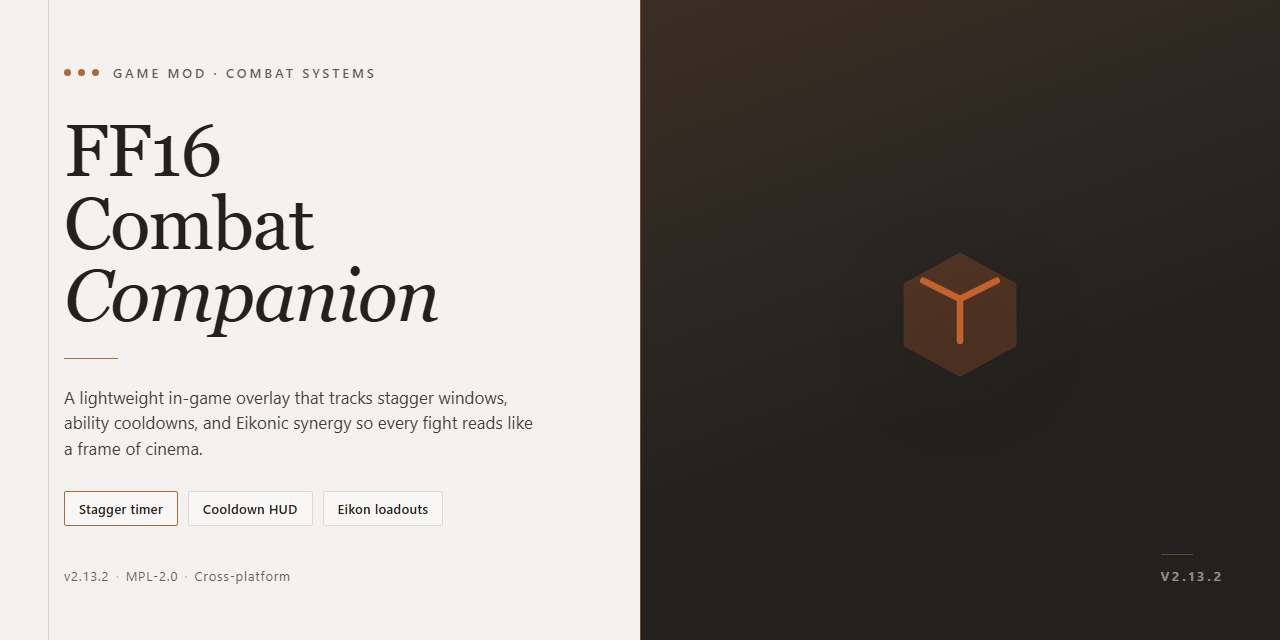 GAME MOD · COMBAT SYSTEMS
FF16
Combat
Companion
A lightweight in-game overlay that tracks stagger windows,
ability cooldowns, and Eikonic synergy so every fight reads like
a frame of cinema.
Stagger timer
Cooldown HUD
Eikon loadouts
v2.13.2 · MPL-2.0 · Cross-platform
V2.13.2